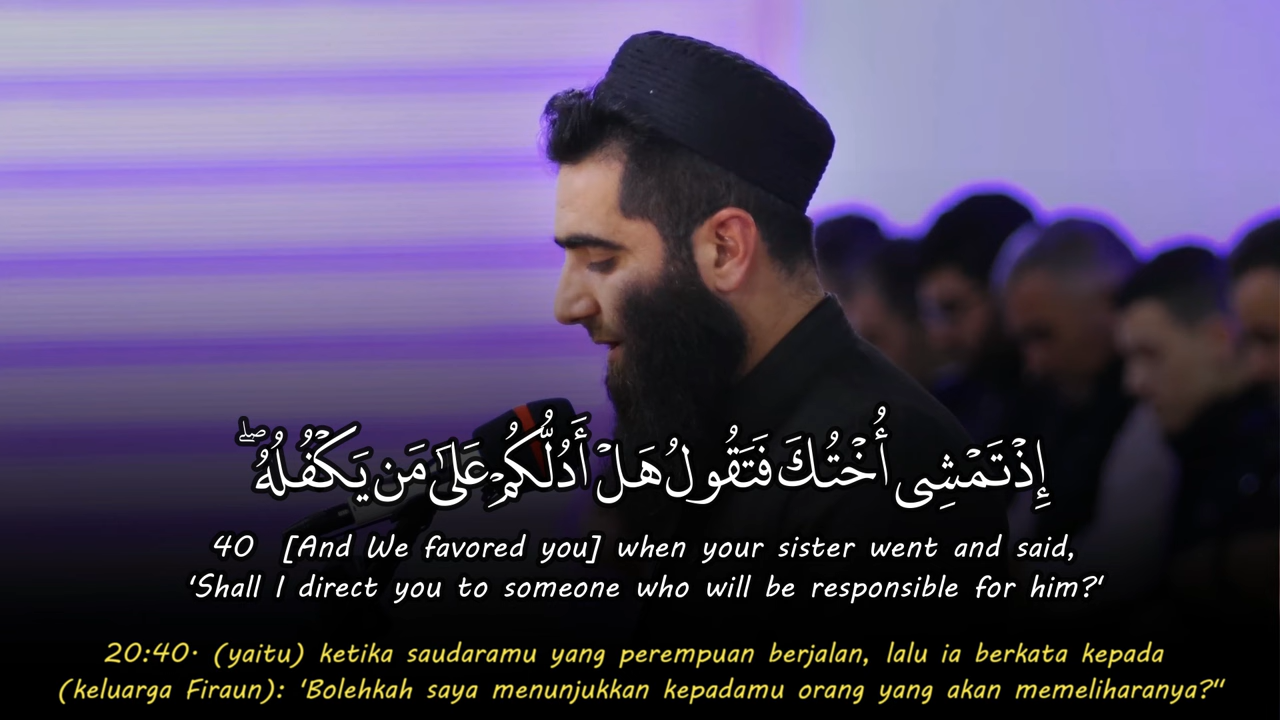 إِذْ تَمْشِىٓ أُخْتُكَ فَتَقُولُ هَلْ أَدُلُّكُمْ عَلَىٰ مَن يَكْفُلُهُۥ ۖ
40 [And We favored you] when your sister went and said,
'Shall I direct you to someone who will be responsible for him?'
20:40· (yaitu) ketika saudaramu yang perempuan berjalan, lalu ia berkata kepada
(keluarga Firaun): 'Bolehkah saya menunjukkan kepadamu orang yang akan memeliharanya?"